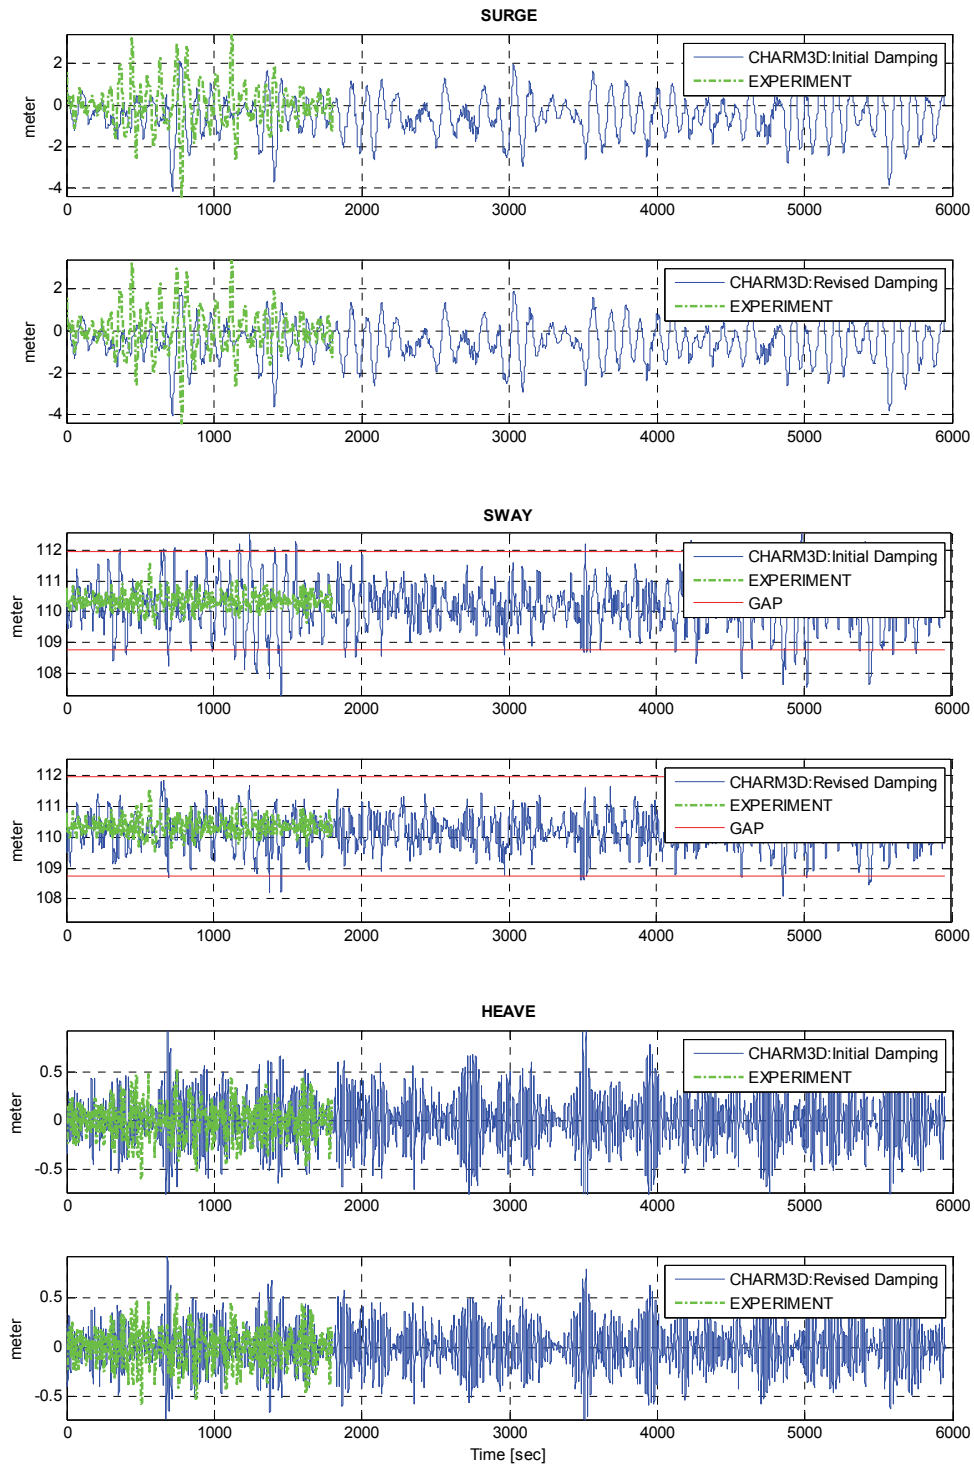 SURGE
2
0
2
-4
meter
CHARM3D:Initial Damping
EXPERIMENT
0 1000 2000 3000 4000 5000 6000
2
0
2
-4
meter
CHARM3D:Revised Damping
EXPERIMENT
0 1000 2000 3000 4000 5000 6000
SWAY
112
111
110
109
108
meter
CHARM3D:Initial Damping
EXPERIMENT
GAP
0 1000 2000 3000 4000 5000 6000
112
111
110
109
108
meter
CHARM3D:Revised Damping
EXPERIMENT
GAP
0 1000 2000 3000 4000 5000 6000
HEAVE
0.5
0
-0.5
meter
CHARM3D:Initial Damping
EXPERIMENT
0 1000 2000 3000 4000 5000 6000
0.5
0
-0.5
meter
CHARM3D:Revised Damping
EXPERIMENT
0 1000 2000 3000 4000 5000 6000
Time [sec]